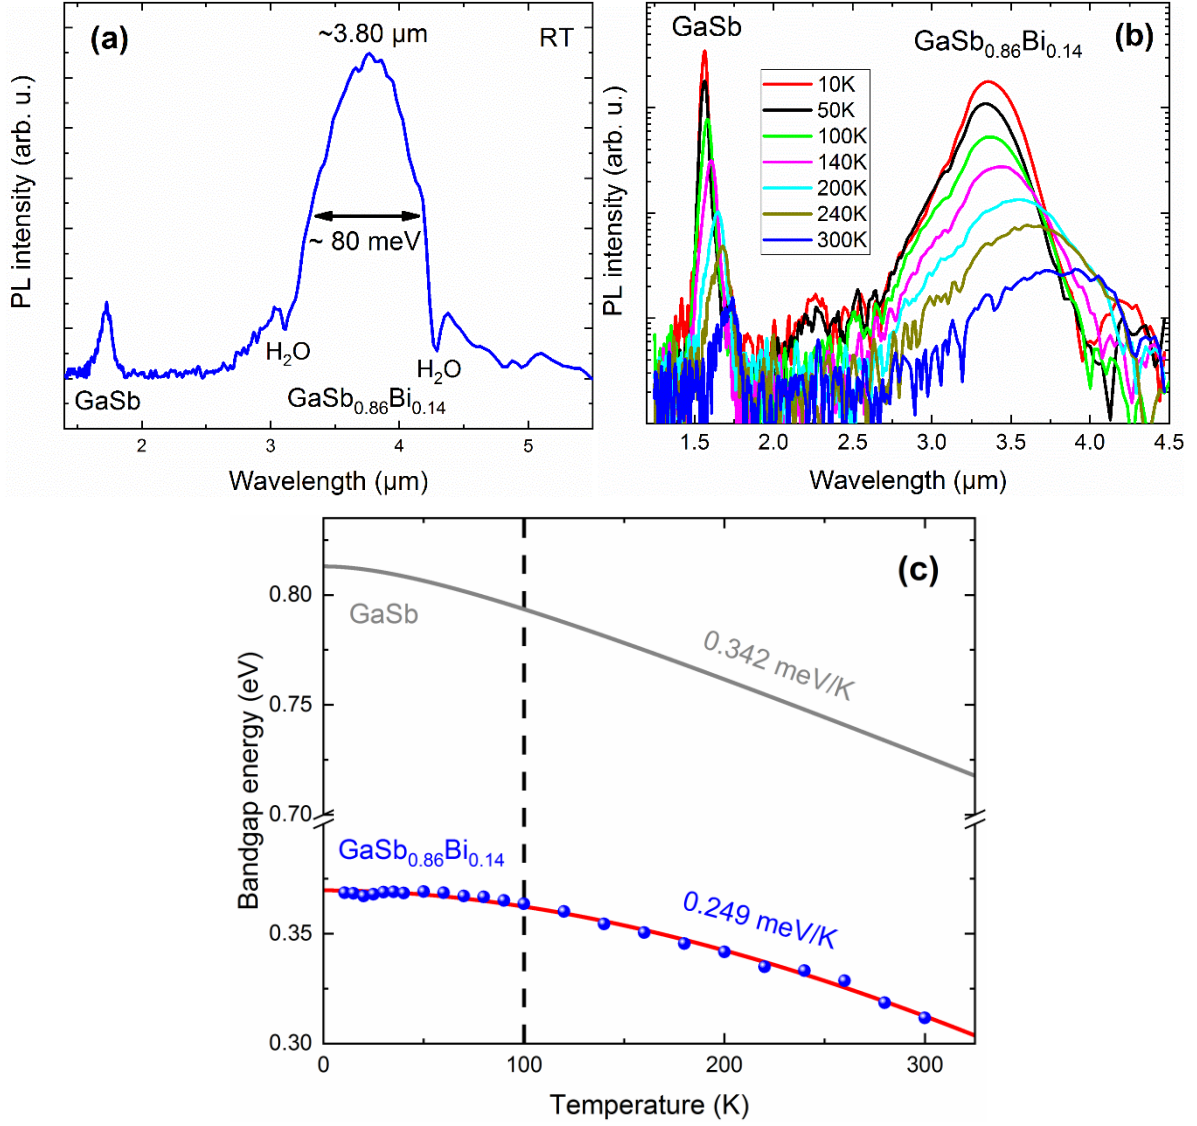 (a)
~3.80 µm
RT
~ 80 meV
H₂O
H₂O
GaSb
GaSb₀.₈₆Bi₀.₁₄
PL intensity (arb. u.)
2 3 4 5
Wavelength (µm)
GaSb
GaSb₀.₈₆Bi₀.₁₄
(b)
10K
50K
100K
140K
200K
240K
300K
PL intensity (arb. u.)
1.5 2.0 2.5 3.0 3.5 4.0 4.5
Wavelength (µm)
(c)
0.80
GaSb
0.342 meV/K
0.75
0.70
GaSb₀.₈₆Bi₀.₁₄
0.249 meV/K
0.35
0.30
Bandgap energy (eV)
0 100 200 300
Temperature (K)